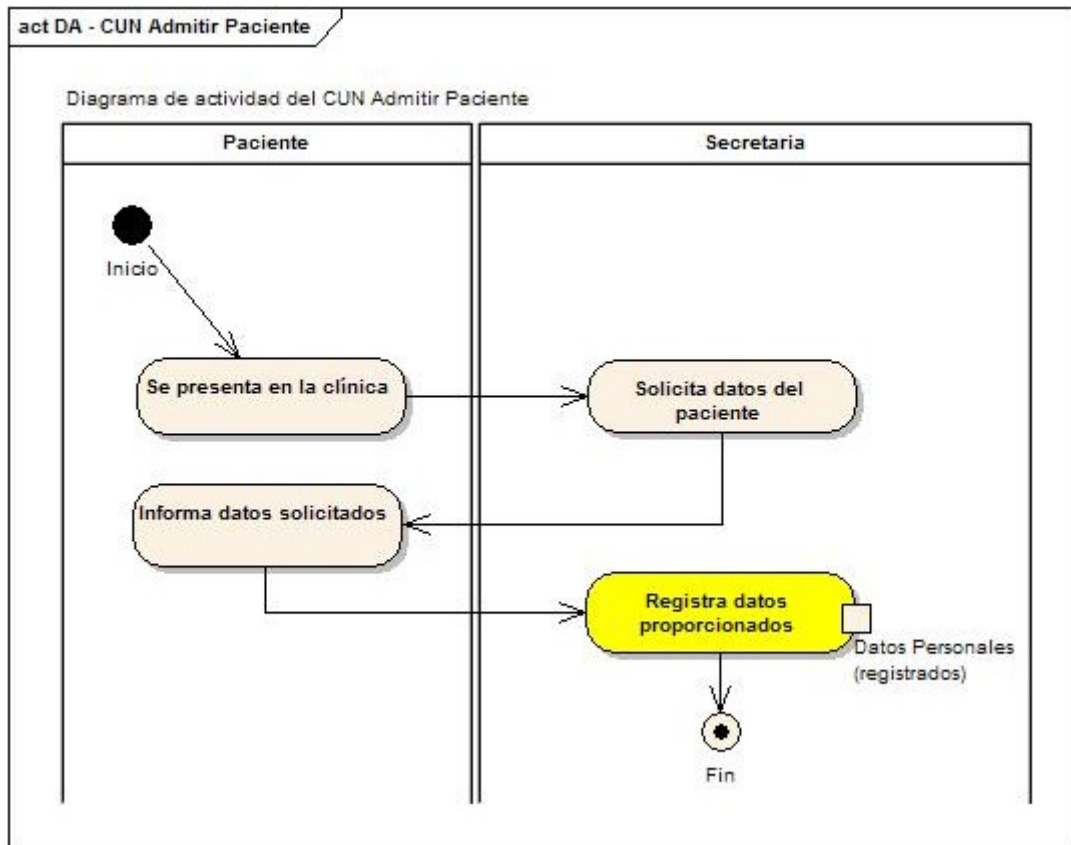 act DA - CUN Admitir Paciente
Diagrama de actividad del CUN Admitir Paciente
Paciente
Secretaria
Inicio
Se presenta en la clínica
Solicita datos del
paciente
Informa datos solicitados
Registra datos
proporcionados
Datos Personales
(registrados)
Fin